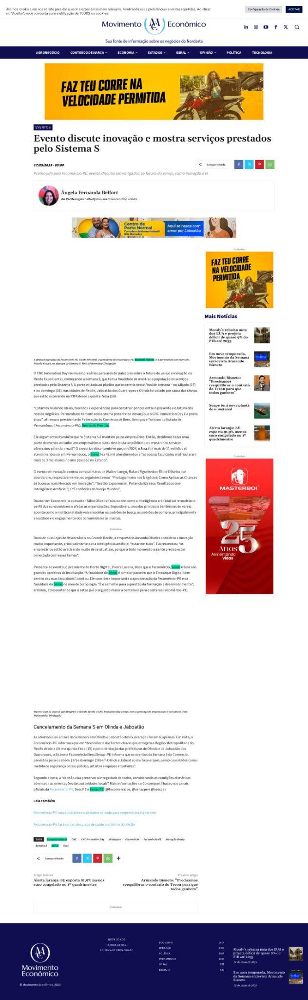 Usamos cookies em nosso site para dar a você a experiência mais relevante, lembrando suas preferências e visitas repetidas. Ao clicar
em "Aceitar", você concorda com a utilização de TODOS os cookies.
Configuração de Cookies
ACEITAR
Movimento Econômico
Sua fonte de informação sobre os negócios do Nordeste
AGRONEGÓCIO CONTEÚDO DE MARCA ECONOMIA ESTADOS GERAL OPINIÃO POLÍTICA TECNOLOGIA
FAZ TEU CORRE NA
VELOCIDADE PERMITIDA
EVENTOS
Evento discute inovação e mostra serviços prestados
pelo Sistema S
17/05/2025 - 05:00
Compartilhado
Promovido pela Fecomércio-PE, evento discutiu temas ligados ao futuro do varejo, como inovação e IA
Ângela Fernanda Belfort
De Recife angela.belfort@movimentoeconomico.com.br
Centro de
Parto Normal
Complexo Materno-Infantil
Rita Barradas
Aqui se nasce com
amor por Jaboatão
- Publicidade -
FAZ TEU CORRE
NA VELOCIDADE
PERMITIDA
Mais Notícias
Moody's rebaixa nota
dos EUA e projeta
déficit de quase 9% do
PIB até 2035
Em nova temporada,
Movimento da Semana
entrevista Armando
Bisneto
Armando Bisneto:
"Precisamos
reequilibrar o contrato
do Tecon para que
todos ganhem"
Suape terá nova planta
de e-metanol
Alerta laranja: SE
exporta 91,9% menos
suco congelado no 1º
quadrimestre
- Publicidade -
MASTERBOI
25
Anos
Alimentando
vidas
A diretora executiva da Fecomércio-PE, Cleide Pimentel, o presidente da Fecomércio-PE, Bernardo Peixoto, e a governadora em exercício,
Priscila Krause, na abertura da Semana S. Foto: Makermídia/ Divulgação
O CNC Innovation Day reuniu empresários para assistir palestras sobre o futuro do varejo e inovação no
Recife Expo Center, começando a Semana S, que tem a finalidade de mostrar a população os serviços
prestados pelo Sistema S. A parte voltada ao público que ocorreria neste final de semana – no sábado (17)
e no domingo (18), nas cidades de Recife, Jaboatão dos Guararapes e Olinda foi adiado por causa das chuvas
que estão ocorrendo na RMR desde a quarta-feira (14).
"Estamos reunindo ideias, talentos e experiências para construir pontes entre o presente e o futuro dos
nossos negócios. Pernambuco tem um ecossistema potente de inovação, e o CNC Innovation Day é a prova
disso", afirmou o presidente do Federação do Comércio de Bens, Serviços e Turismo do Estado de
Pernambuco (Fecomércio-PE), Bernardo Peixoto.
Ele argumentou também que "o Sistema S é mantido pelos empresários. Então, decidimos fazer uma
parte do evento voltados aos empresários e outra destinada ao público para mostrar os serviços
oferecidos pelo sistema S". O executivo disse também que, em 2024, o Sesc fez mais de 11 milhões de
atendimentos só em Pernambuco, o Senac fez 42 mil atendimentos e "as nossas faculdades matricularam
mais de 3 mil alunos no ano passado no Estado".
O evento de inovação contou com palestras de Walter Longo, Rafael Figueiredo e Fábio Oliveira que
abordaram, respectivamente, os seguintes temas: "Protagonismo nos Negócios: Como Aplicar as Chances
de Sucesso num Mercado em Inovação"; "Gestão Exponencial: Potencialize seus Resultados com
Inteligência Artificial"; e "Tendências do Varejo Mundial".
Doutor em Economia, o consultor Fábio Oliveira falou sobre como a inteligência artificial vai remodelar o
perfil dos consumidores e afetar as organizações. Segundo ele, uma das principais tendências do varejo
aponta como a multicanalidade vai remodelar os padrões de busca, os padrões de compra, principalmente
a lealdade e o engajamento dos consumidores às marcas.
- Publicidade -
Dona de duas lojas de descartáveis no Grande Recife, a empresária Amanda Oliveira considera a inovação
muito importante, principalmente por a inteligência artificial "estar em tudo". E acrescentou: "os
empresários estão precisando muito de se atualizar, porque a todo momento a gente precisa estar
conectado com esses temas".
Presente ao evento, o presidente do Porto Digital, Pierre Lucena, disse que o Fecomércio, Senac e Sesc são
grandes parceiros da instituição. "A faculdade do Senac é o maior parceiro que o Embarque Digital tem
dentro das suas faculdades", contou. Ele considera importante a aproximação da Fecomércio-PE e da
faculdade do Senac na área de tecnologia. "É o caminho para a questão da formação e desenvolvimento",
afirmou, acrescentando que o setor já é o segundo maior a contribuir para o sistema Fecomércio-PE.
Mesmo com as chuvas que atingiram o Grande Recife, o CNC Innovation Day contou com a presença de empresários e executivos. Foto:
Makermídia/ Divulgação
Cancelamento da Semana S em Olinda e Jaboatão
As atividades ao ar livre da Semana S em Olinda e Jaboatão dos Guararapes foram suspensas. Em nota, a
Fecomércio-PE informou que em "decorrência das fortes chuvas que atingem a Região Metropolitana do
Recife desde a última quinta-feira (15) e por orientação das prefeituras de Olinda e de Jaboatão dos
Guararapes, o Sistema Fecomércio/Sesc/Senac-PE informa que os eventos da Semana S do Comércio,
previstos para o sábado (17) e domingo (18) em Olinda e Jaboatão dos Guararapes, serão cancelados como
medida de segurança para o público, artistas e equipes envolvidas".
Segundo a nota, a "decisão visa preservar a integridade de todos, considerando as condições climáticas
adversas e as orientações das autoridades locais". Mais informações serão compartilhadas nos canais
oficiais da Fecomércio-PE, Sesc PE e Senac PE (@fecomerciope, @senacpe e @sescpe)
Leia também
Fecomércio-PE lança plataforma de dados voltada para empresários e gestores
Fecomércio-PE fará centro de cursos de saúde no Centro do Recife
TAGS Bernardo Peixoto CNC CNC Innovation Day destaques Fecomércio Fecomércio-PE inovação aberta
Semana S Senac Sesc
Compartilhado
Artigo anterior
Alerta laranja: SE exporta 91,9% menos
suco congelado no 1º quadrimestre
Próximo artigo
Armando Bisneto: "Precisamos
reequilibrar o contrato do Tecon para que
todos ganhem"
- Publicidade -
Movimento
Econômico
© Movimento Econômico 2024
QUEM SOMOS
TERMOS DE USO
POLÍTICA DE PRIVACIDADE
ECONOMIA 2614
REDAÇÃO 1789
POLÍTICA 1085
PERNAMBUCO 1029
GERAL 821
ENERGIA 643
Moody's rebaixa nota dos EUA e
projeta déficit de quase 9% do
PIB até 2035
17 de maio de 2025
Em nova temporada, Movimento
da Semana entrevista Armando
Bisneto
17 de maio de 2025